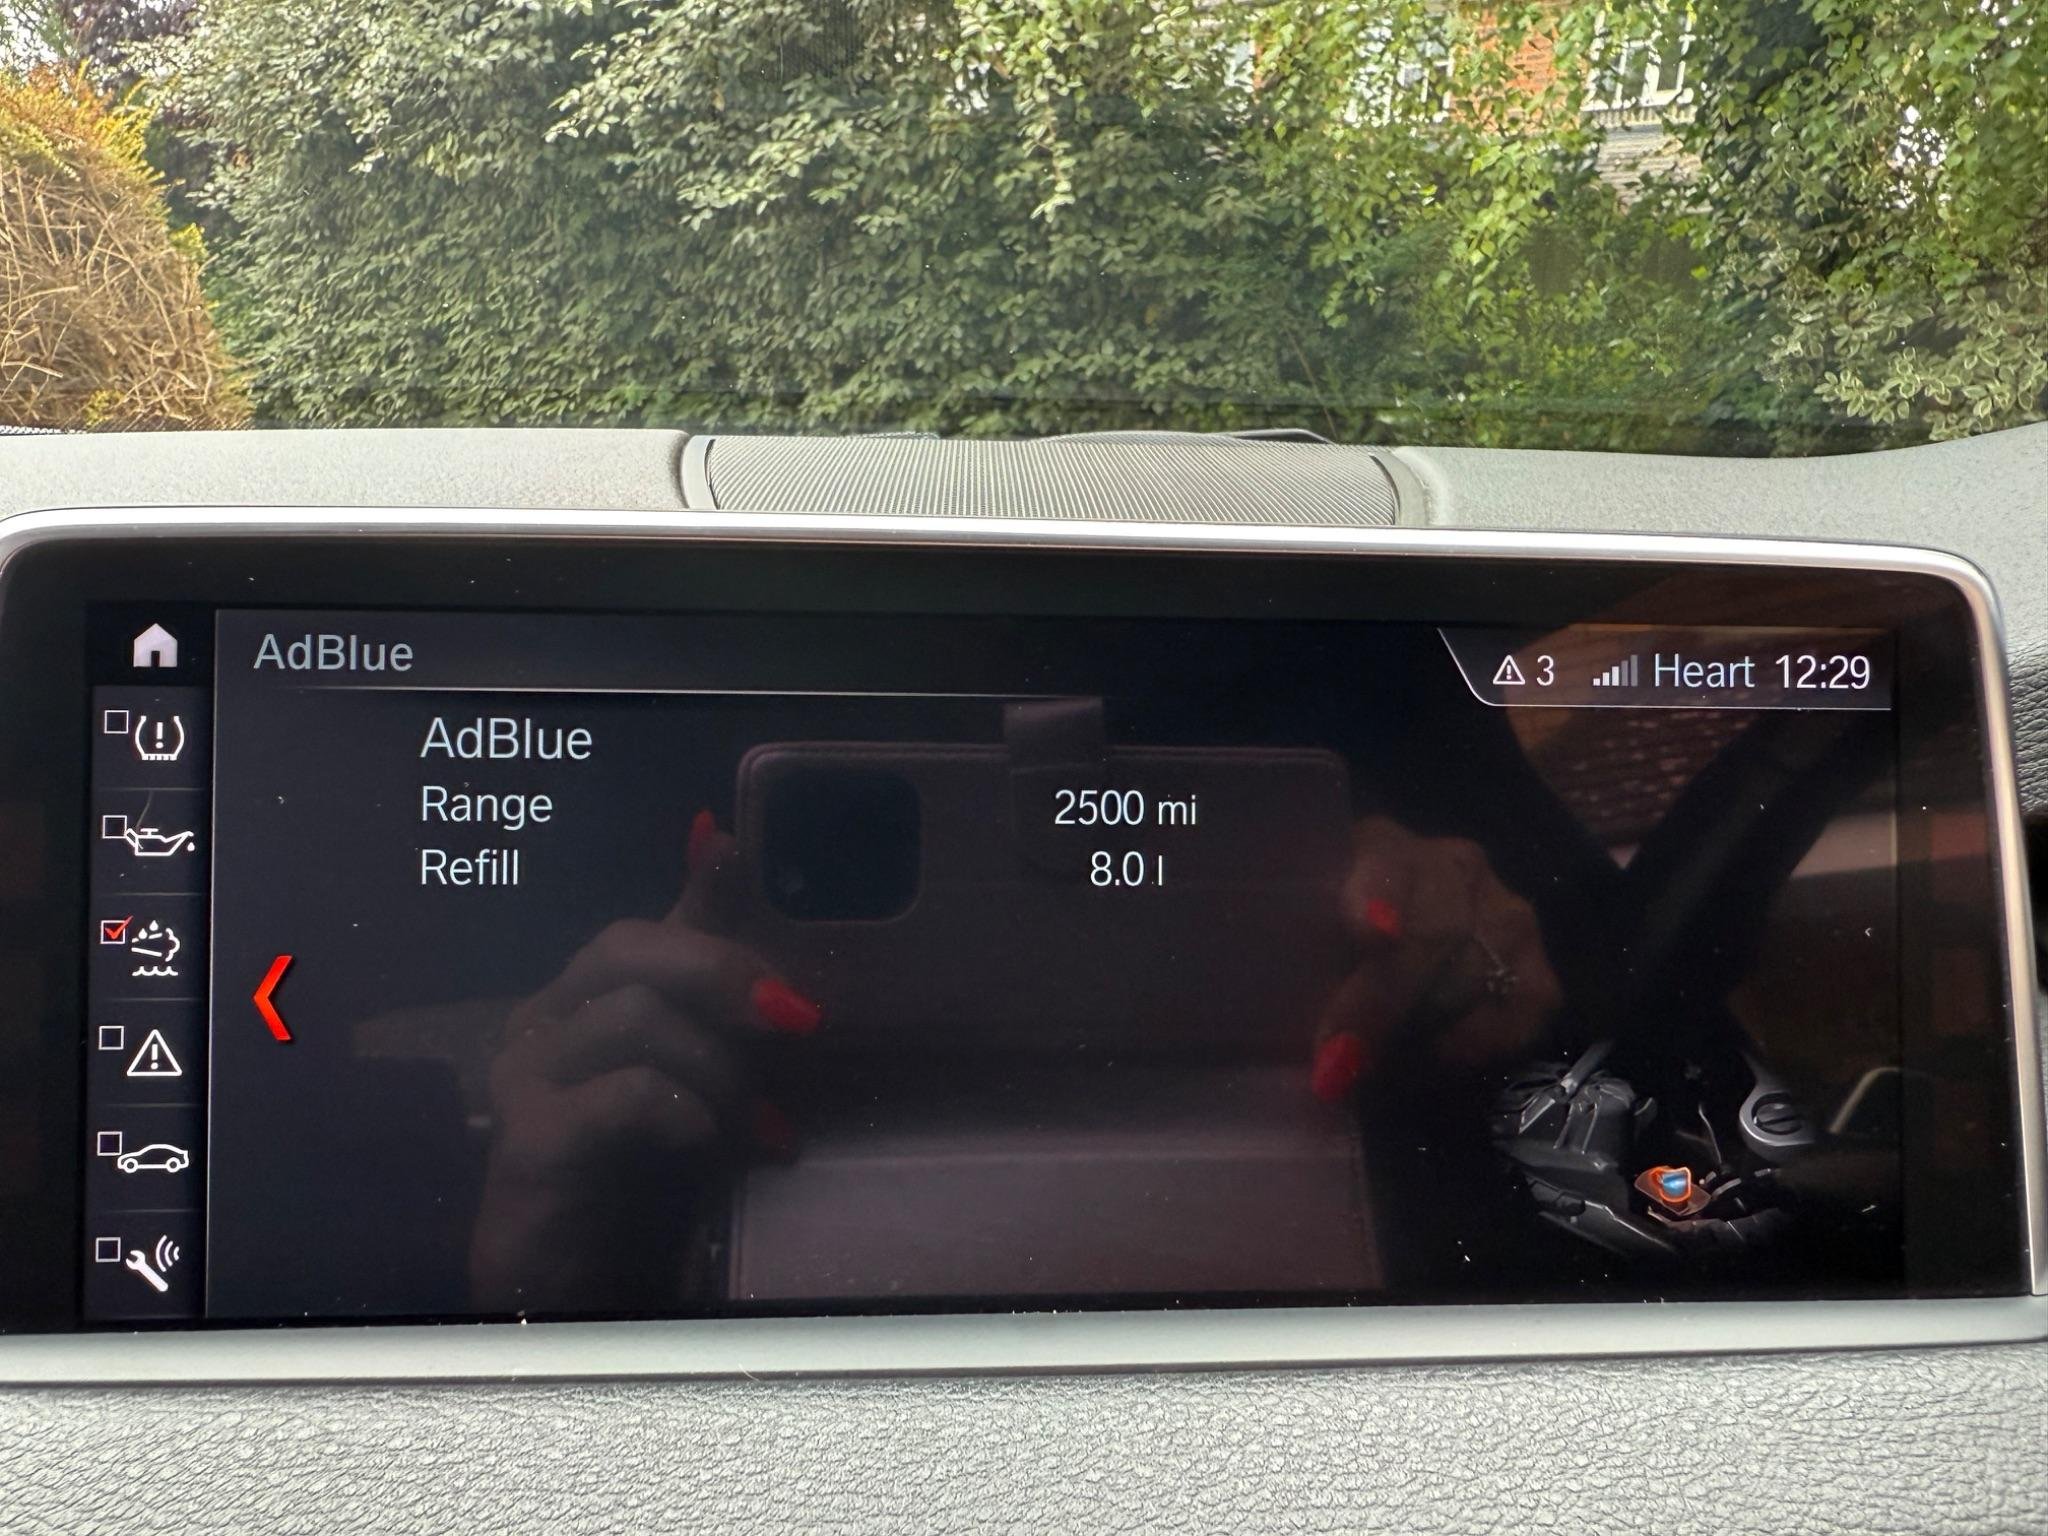 AdBlue
3 Heart 12:29
AdBlue
Range 2500 mi
Refill 8.0 l